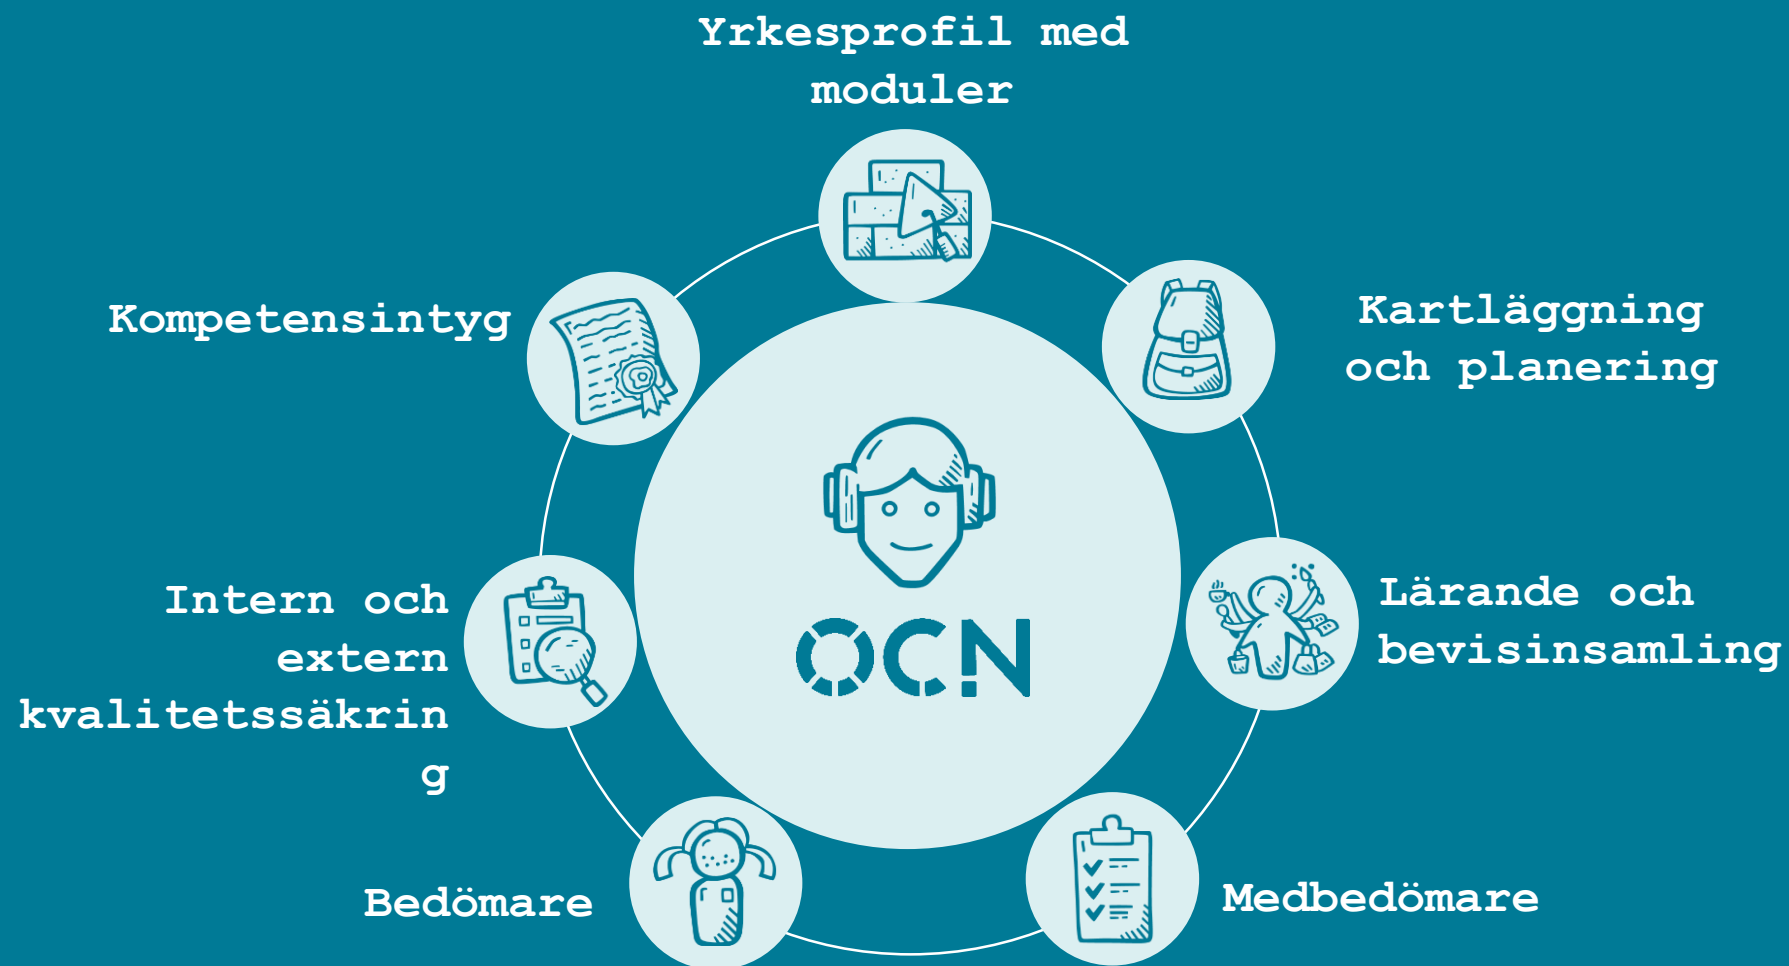 Yrkesprofil med
moduler
Kartläggning
och planering
Lärande och
bevisinsamling
Medbedömare
Bedömare
Intern och
extern
kvalitetssäkrin
g
Kompetensintyg
OCN